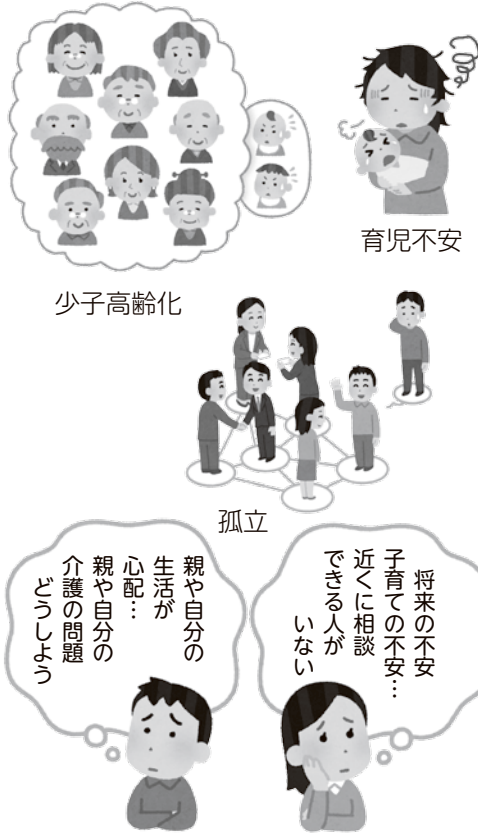 少子高齢化
育児不安
孤立
将来の不安
子育ての不安…
近くに相談
できる人が
いない
親や自分の
生活が
心配…
親や自分の
介護の問題
どうしよう